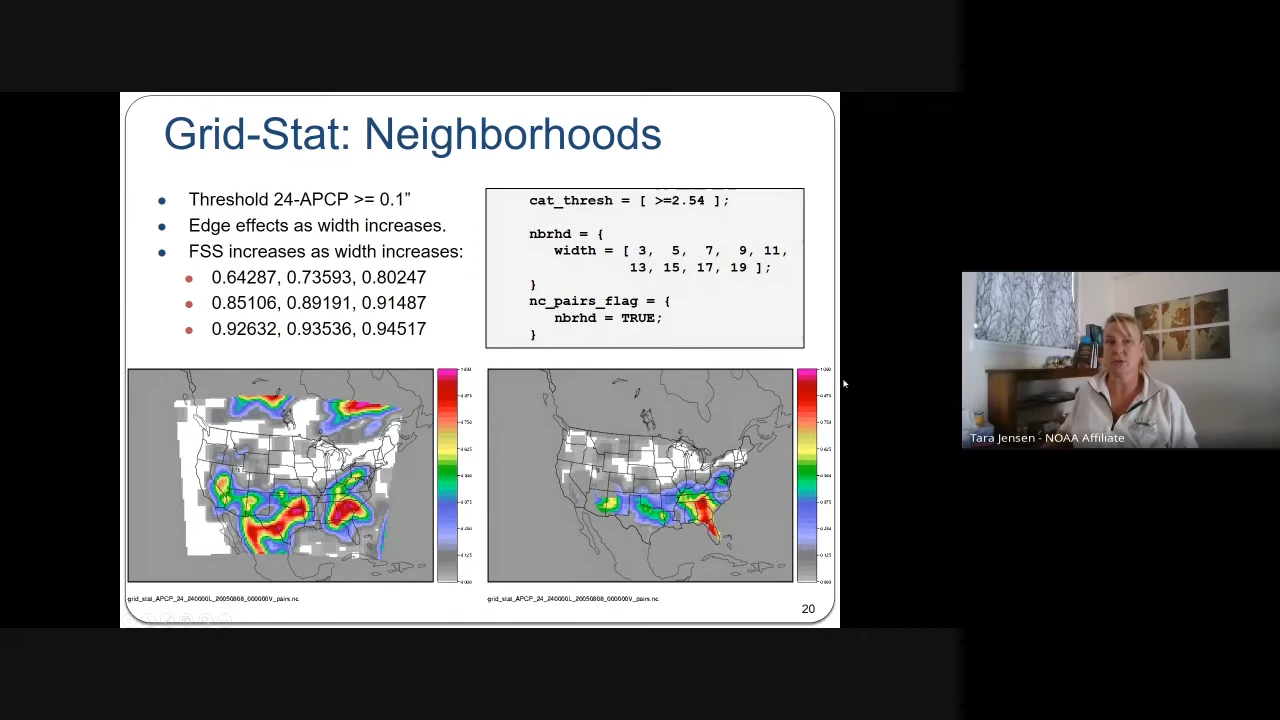 Grid-Stat: Neighborhoods
Threshold 24-APCP >= 0.1”
Edge effects as width increases.
FSS increases as width increases:
0.64287, 0.73593, 0.80247
0.85106, 0.89191, 0.91487
0.92632, 0.93536, 0.94517
cat_thresh = [ >=2.54 ];
nbrhd = {
width = [ 3, 5, 7, 9, 11,
13, 15, 17, 19 ];
}
nc_pairs_flag = {
nbrhd = TRUE;
}
grid_stat_APCP_24_240000L_20050808_000000V_pairs.nc
grid_stat_APCP_24_240000L_20050808_000000V_pairs.nc
20
Tara Jensen - NOAA Affiliate